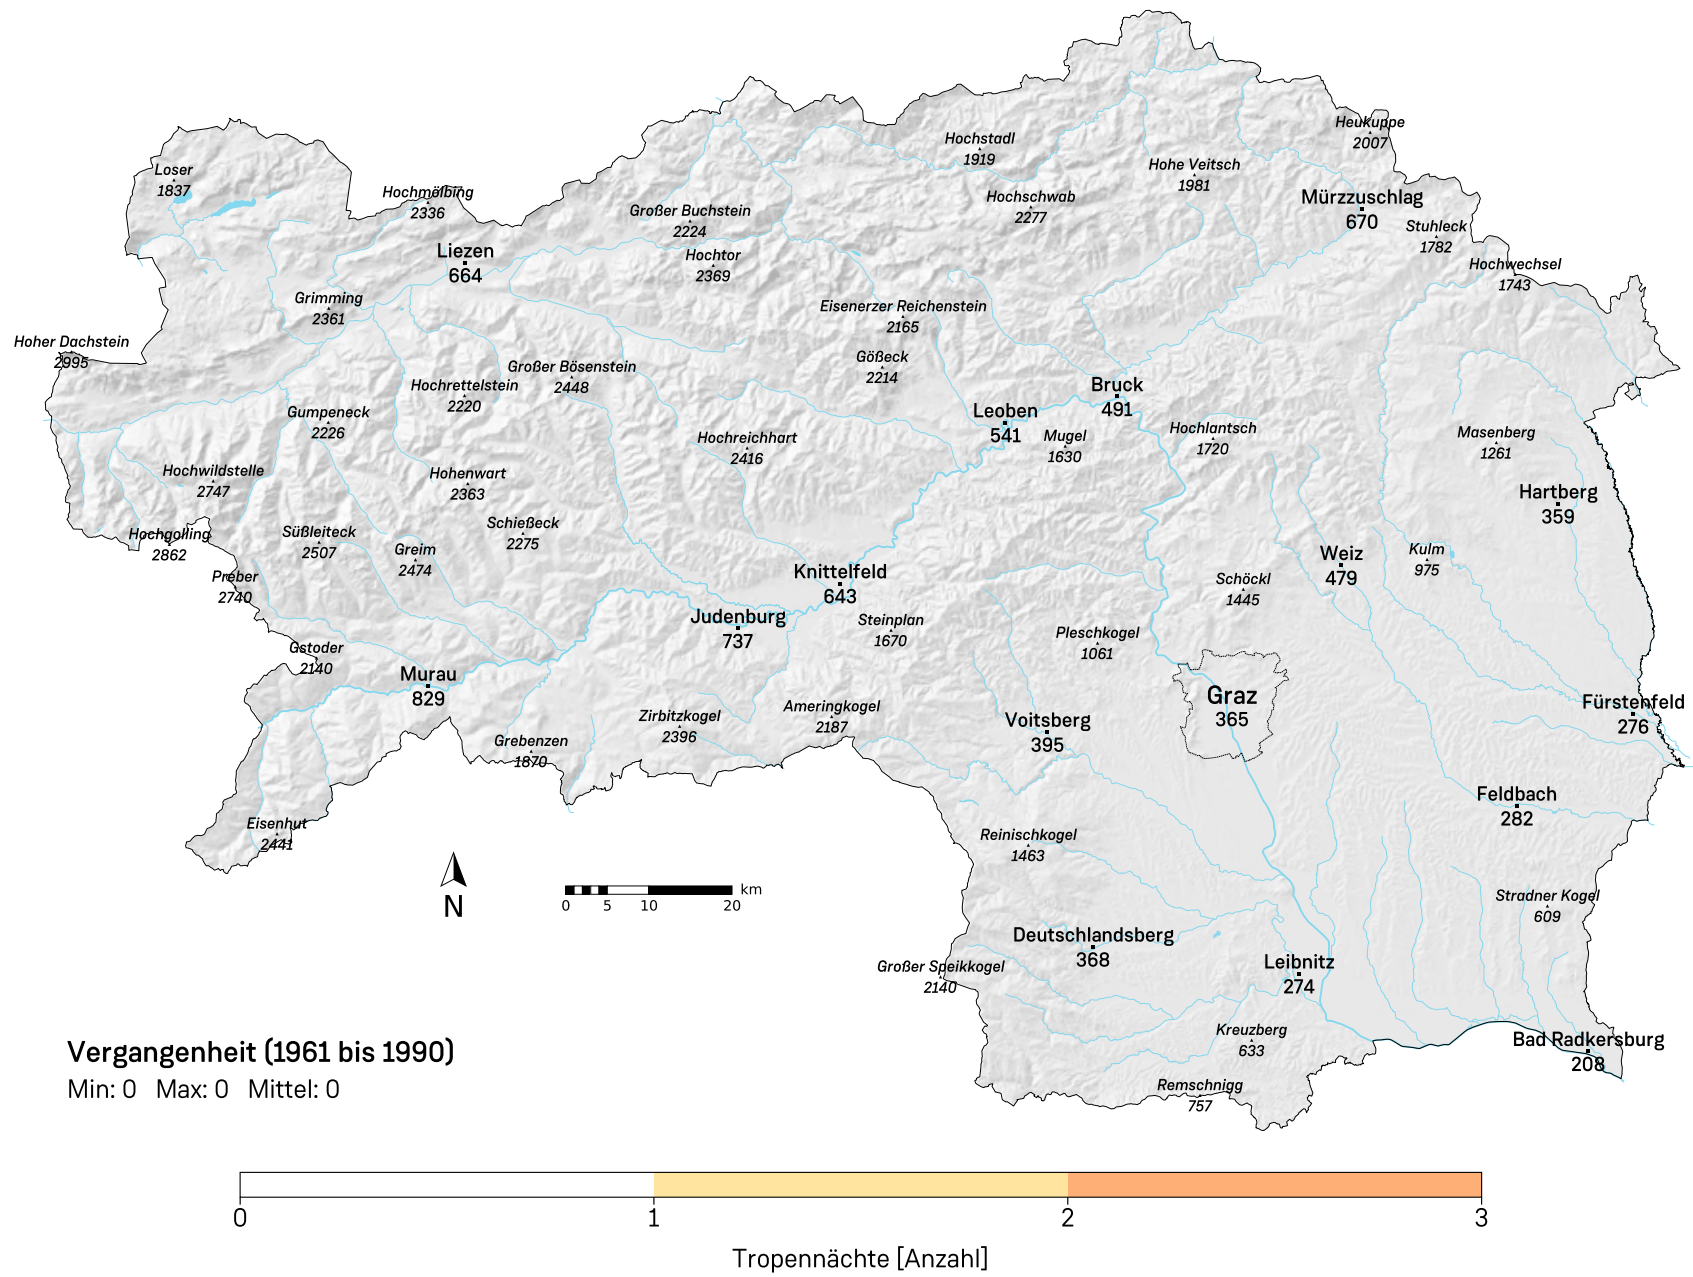 Heukuppe
2007
Hochstadl
1919
Hohe Veitsch
1981
Loser
1837
Hochmölbing
2336
Hochschwab
2277
Mürzzuschlag
670
Großer Buchstein
2224
Stuhleck
1782
Liezen
664
Hochtor
2369
Hochwechsel
1743
Grimming
2361
Eisenerzer Reichenstein
2165
Hoher Dachstein
2995
Gößeck
2214
Großer Bösenstein
2448
Hochrettelstein
2220
Bruck
491
Gumpeneck
2226
Leoben
541
Mugel
1630
Hochlantsch
1720
Masenberg
1261
Hochreichhart
2416
Hochwildstelle
2747
Hohenwart
2363
Hartberg
359
Schießeck
2275
Süßleiteck
2507
Hochgolling
2862
Greim
2474
Kulm
975
Weiz
479
Preber
2740
Knittelfeld
643
Schöckl
1445
Judenburg
737
Steinplan
1670
Pleschkogel
1061
Gstoder
2140
Murau
829
Graz
365
Fürstenfeld
276
Zirbitzkogel
2396
Ameringkogel
2187
Voitsberg
395
Grebenzen
1870
Feldbach
282
Eisenhut
2441
Reinischkogel
1463
N
km
0 5 10 20
Stradner Kogel
609
Deutschlandsberg
368
Großer Speikkogel
2140
Leibnitz
274
Kreuzberg
633
Bad Radkersburg
208
Remschnigg
757
Vergangenheit (1961 bis 1990)
Min: 0 Max: 0 Mittel: 0
0 1 2 3
Tropennächte [Anzahl]